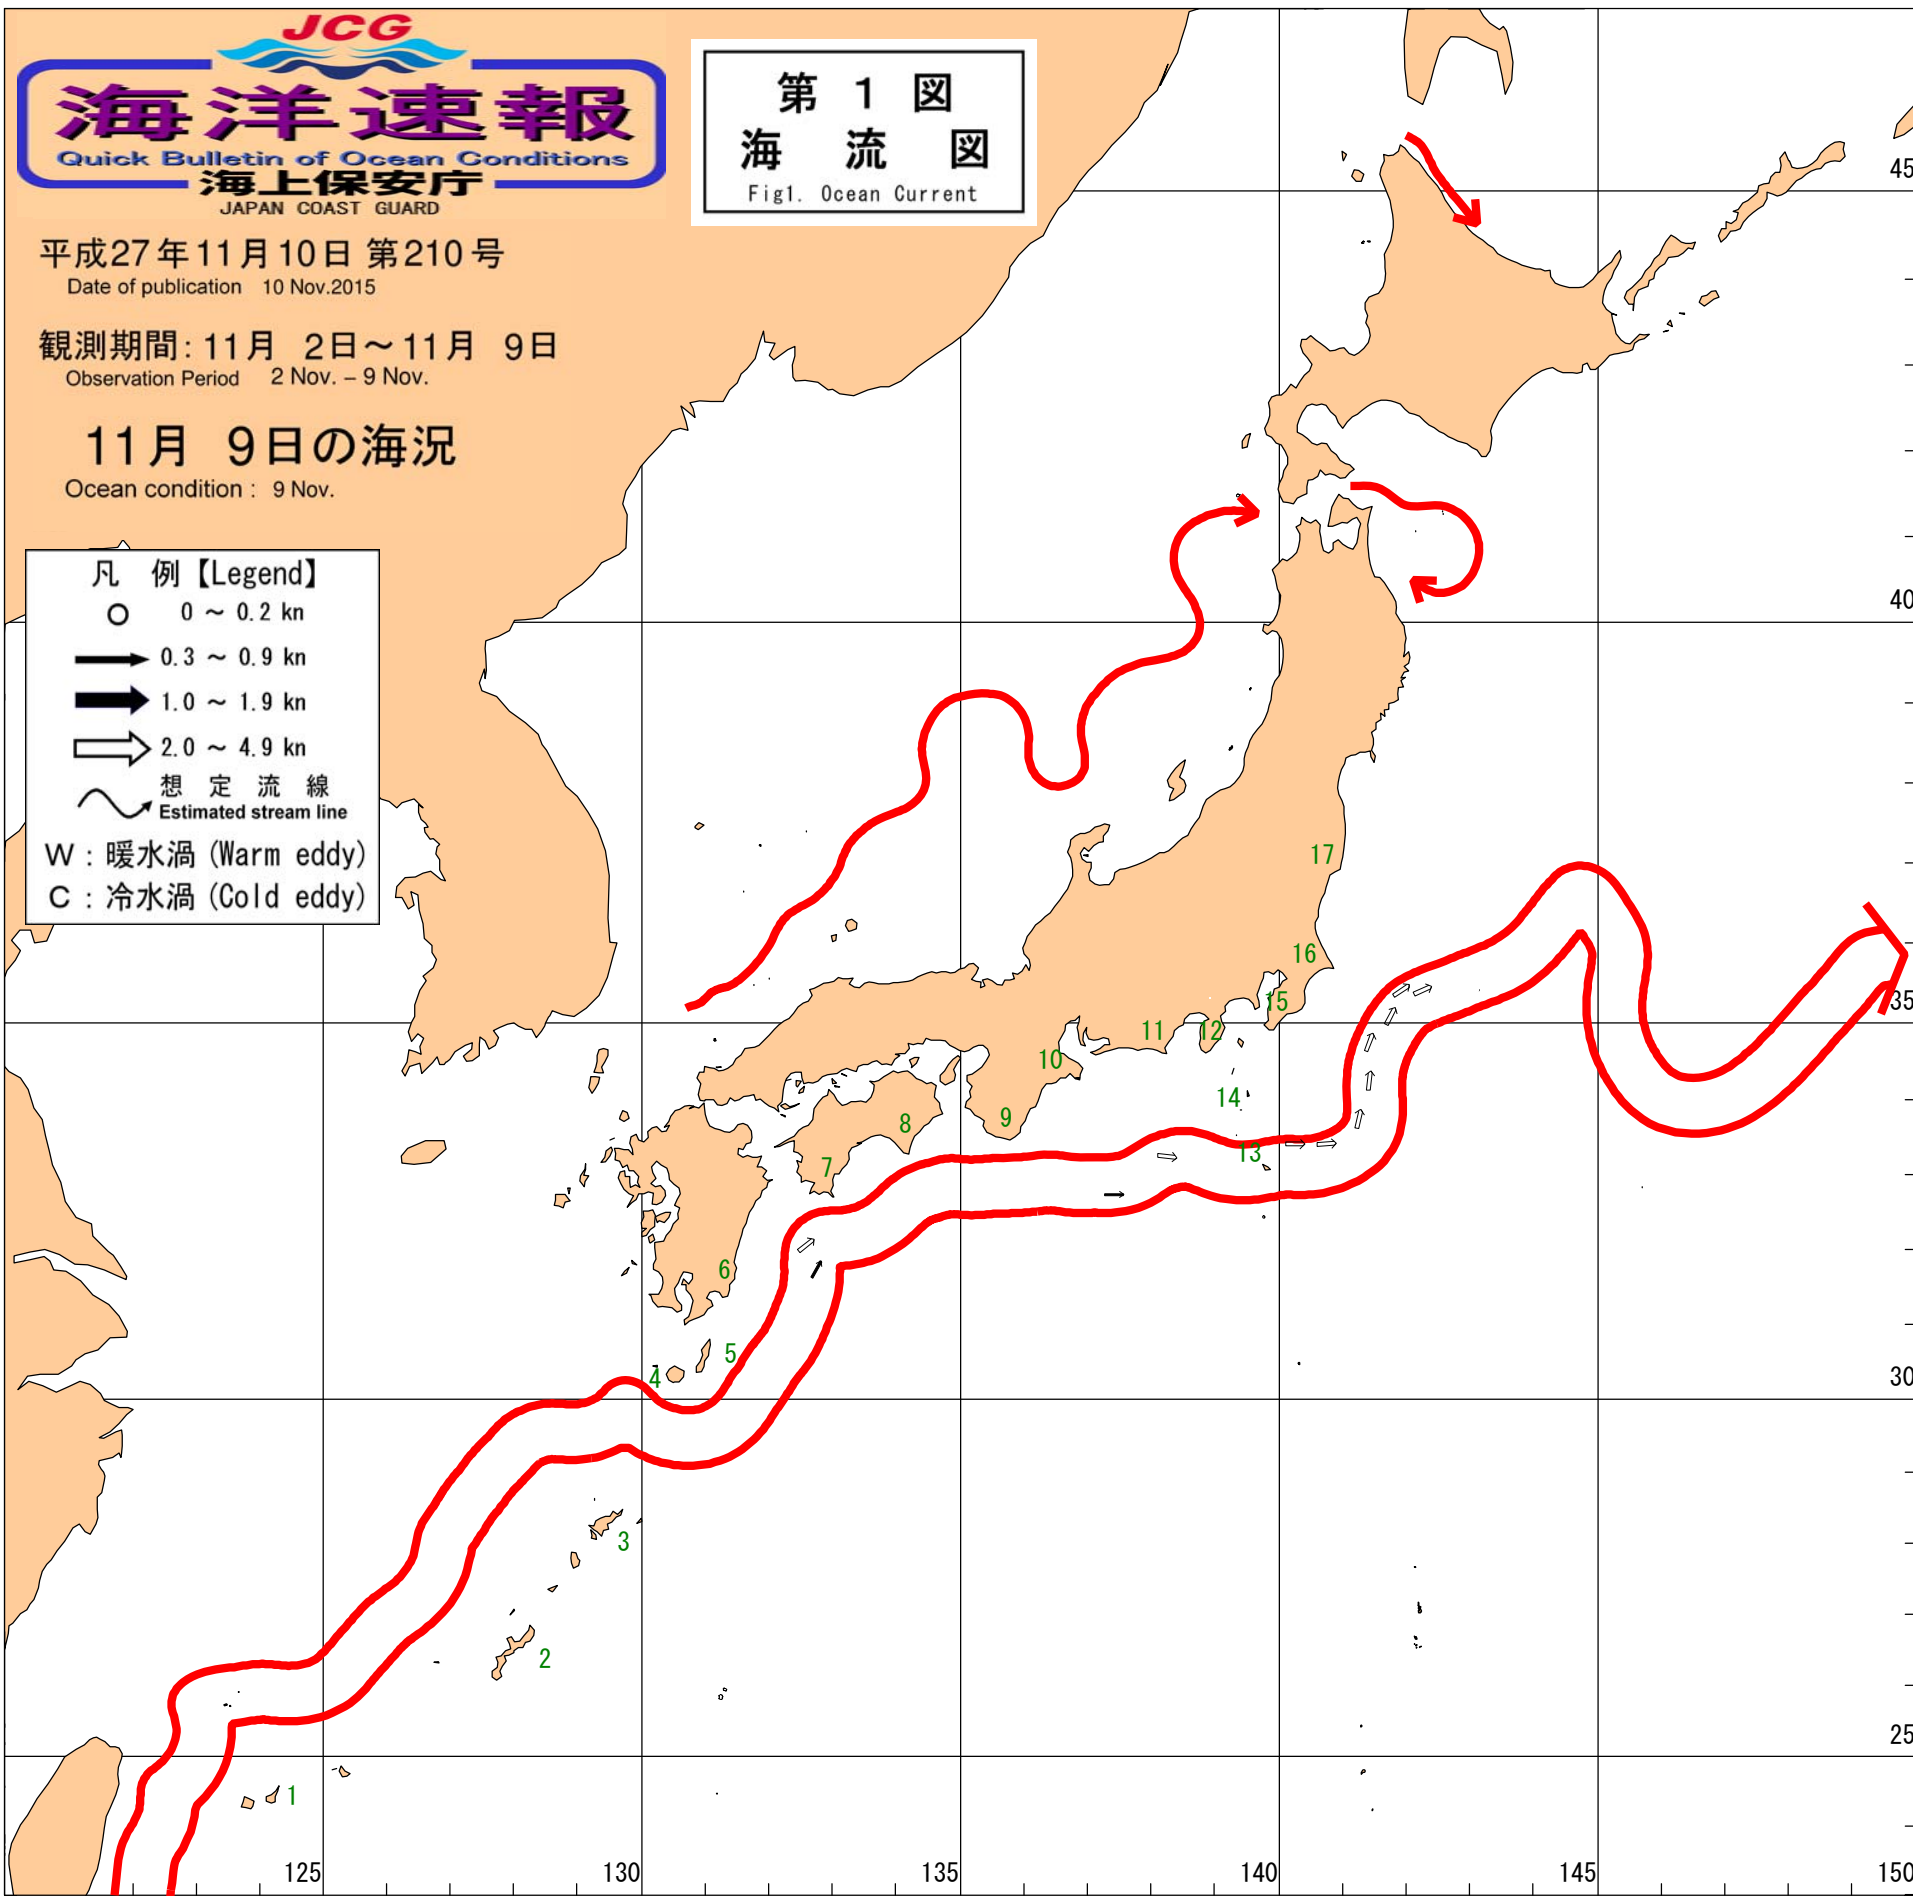 JCG
海洋速報
Quick Bulletin of Ocean Conditions
海上保安庁
JAPAN COAST GUARD
第 1 図
海 流 図
Fig1. Ocean Current
平成27年11月10日 第210号
Date of publication 10 Nov.2015
観測期間:11月 2日～11月 9日
Observation Period 2 Nov. – 9 Nov.
11月 9日の海況
Ocean condition : 9 Nov.
凡 例【Legend】
0 ～ 0.2 kn
0.3 ～ 0.9 kn
1.0 ～ 1.9 kn
2.0 ～ 4.9 kn
想 定 流 線
Estimated stream line
W : 暖水渦 (Warm eddy)
C : 冷水渦 (Cold eddy)
45
40
17
16
15
35
11
12
10
14
9
8
13
7
6
5
4
30
3
2
25
1
125
130
135
140
145
150